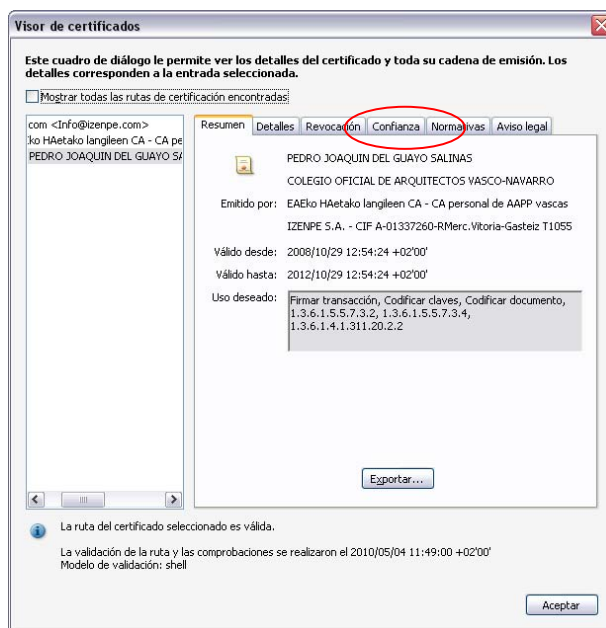 Visor de certificados
Este cuadro de diálogo le permite ver los detalles del certificado y toda su cadena de emisión. Los
detalles corresponden a la entrada seleccionada.
Mostrar todas las rutas de certificación encontradas
com <Info@izenpe.com>
ko HAetako langileen CA - CA pe
PEDRO JOAQUIN DEL GUAYO SA
Resumen Detalles Revocación Confianza Normativas Aviso legal
PEDRO JOAQUIN DEL GUAYO SALINAS
COLEGIO OFICIAL DE ARQUITECTOS VASCO-NAVARRO
Emitido por: EAEko HAetako langileen CA - CA personal de AAPP vascas
IZENPE S.A. - CIF A-01337260-RMerc.Vitoria-Gasteiz T1055
Válido desde: 2008/10/29 12:54:24 +02'00'
Válido hasta: 2012/10/29 12:54:24 +02'00'
Uso deseado: Firmar transacción, Codificar claves, Codificar documento,
1.3.6.1.5.5.7.3.2, 1.3.6.1.5.5.7.3.4,
1.3.6.1.4.1.311.20.2.2
Exportar...
La ruta del certificado seleccionado es válida.
La validación de la ruta y las comprobaciones se realizaron el 2010/05/04 11:49:00 +02'00'
Modelo de validación: shell
Aceptar